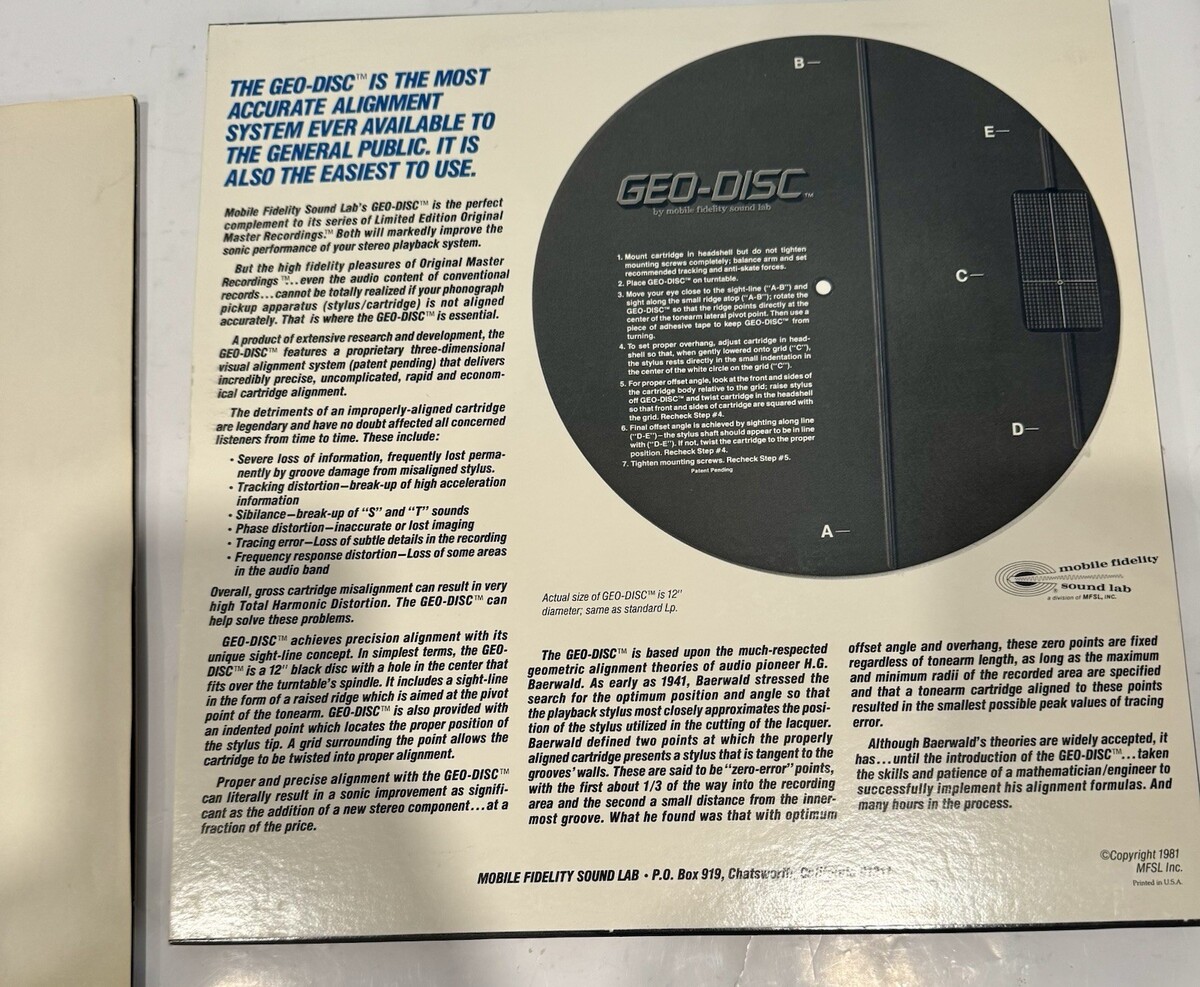 THE GEO-DISC™ IS THE MOST
ACCURATE ALIGNMENT
SYSTEM EVER AVAILABLE TO
THE GENERAL PUBLIC. IT IS
ALSO THE EASIEST TO USE.
Mobile Fidelity Sound Lab's GEO-DISC™ is the perfect
complement to its series of Limited Edition Original
Master Recordings.™ Both will markedly improve the
sonic performance of your stereo playback system.
But the high fidelity pleasures of Original Master
Recordings™...even the audio content of conventional
records...cannot be totally realized if your phonograph
pickup apparatus (stylus/cartridge) is not aligned
accurately. That is where the GEO-DISC™ is essential.
A product of extensive research and development, the
GEO-DISC™ features a proprietary three-dimensional
visual alignment system (patent pending) that delivers
incredibly precise, uncomplicated, rapid and econom-
ical cartridge alignment.
The detriments of an improperly-aligned cartridge
are legendary and have no doubt affected all concerned
listeners from time to time. These include:
• Severe loss of information, frequently lost perma-
nently by groove damage from misaligned stylus.
• Tracking distortion—break-up of high acceleration
information
• Sibilance—break-up of "S" and "T" sounds
• Phase distortion—inaccurate or lost imaging
• Tracing error—Loss of subtle details in the recording
• Frequency response distortion—Loss of some areas
in the audio band
Overall, gross cartridge misalignment can result in very
high Total Harmonic Distortion. The GEO-DISC™ can
help solve these problems.
GEO-DISC™ achieves precision alignment with its
unique sight-line concept. In simplest terms, the GEO-
DISC™ is a 12" black disc with a hole in the center that
fits over the turntable's spindle. It includes a sight-line
in the form of a raised ridge which is aimed at the pivot
point of the tonearm. GEO-DISC™ is also provided with
an indented point which locates the proper position of
the stylus tip. A grid surrounding the point allows the
cartridge to be twisted into proper alignment.
Proper and precise alignment with the GEO-DISC™
can literally result in a sonic improvement as signifi-
cant as the addition of a new stereo component...at a
fraction of the price.
B—
E—
C—
D—
A—
GEO-DISC™
by mobile fidelity sound lab
1. Mount cartridge in headshell but do not tighten
mounting screws completely; balance arm and set
recommended tracking and anti-skate forces.
2. Place GEO-DISC™ on turntable.
3. Move your eye close to the sight-line ("A-B") and
sight along the small ridge atop ("A-B"); rotate the
GEO-DISC™ so that the ridge points directly at the
center of the tonearm lateral pivot point. Then use a
piece of adhesive tape to keep GEO-DISC™ from
turning.
4. To set proper overhang, adjust cartridge in head-
shell so that, when gently lowered onto grid ("C"),
the stylus rests directly in the small indentation in
the center of the white circle on the grid ("C").
5. For proper offset angle, look at the front and sides of
the cartridge body relative to the grid; raise stylus
off GEO-DISC™ and twist cartridge in the headshell
so that front and sides of cartridge are squared with
the grid. Recheck Step #4.
6. Final offset angle is achieved by sighting along line
("D-E")—the stylus shaft should appear to be in line
with ("D-E"). If not, twist the cartridge to the proper
position. Recheck Step #4.
7. Tighten mounting screws. Recheck Step #5.
Patent Pending
mobile fidelity
® sound lab
a division of MFSL, INC.
Actual size of GEO-DISC™ is 12"
diameter; same as standard Lp.
The GEO-DISC™ is based upon the much-respected
geometric alignment theories of audio pioneer H.G.
Baerwald. As early as 1941, Baerwald stressed the
search for the optimum position and angle so that
the playback stylus most closely approximates the posi-
tion of the stylus utilized in the cutting of the lacquer.
Baerwald defined two points at which the properly
aligned cartridge presents a stylus that is tangent to the
grooves' walls. These are said to be "zero-error" points,
with the first about 1/3 of the way into the recording
area and the second a small distance from the inner-
most groove. What he found was that with optimum
offset angle and overhang, these zero points are fixed
regardless of tonearm length, as long as the maximum
and minimum radii of the recorded area are specified
and that a tonearm cartridge aligned to these points
resulted in the smallest possible peak values of tracing
error.
Although Baerwald's theories are widely accepted, it
has...until the introduction of the GEO-DISC™...taken
the skills and patience of a mathematician/engineer to
successfully implement his alignment formulas. And
many hours in the process.
MOBILE FIDELITY SOUND LAB • P.O. Box 919, Chatsworth, California
©Copyright 1981
MFSL Inc.
Printed in U.S.A.